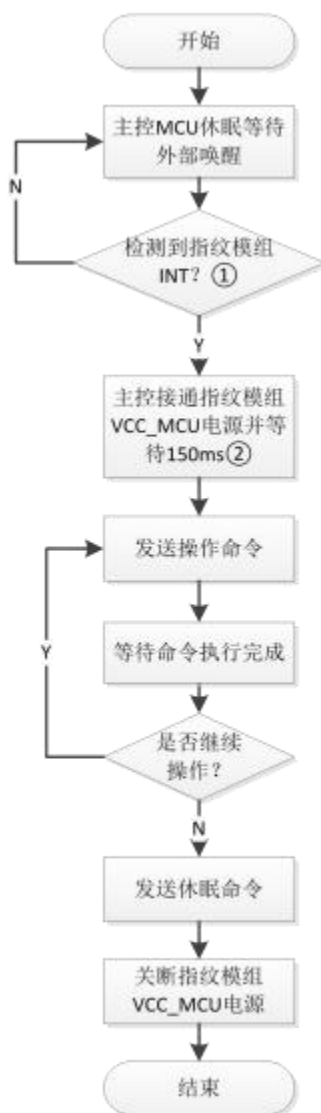 开始
主控MCU休眠等待
外部唤醒
N
检测到指纹模组
INT？①
Y
主控接通指纹模组
VCC_MCU电源并等
待150ms②
发送操作命令
Y
等待命令执行完成
是否继续
操作？
N
发送休眠命令
关断指纹模组
VCC_MCU电源
结束